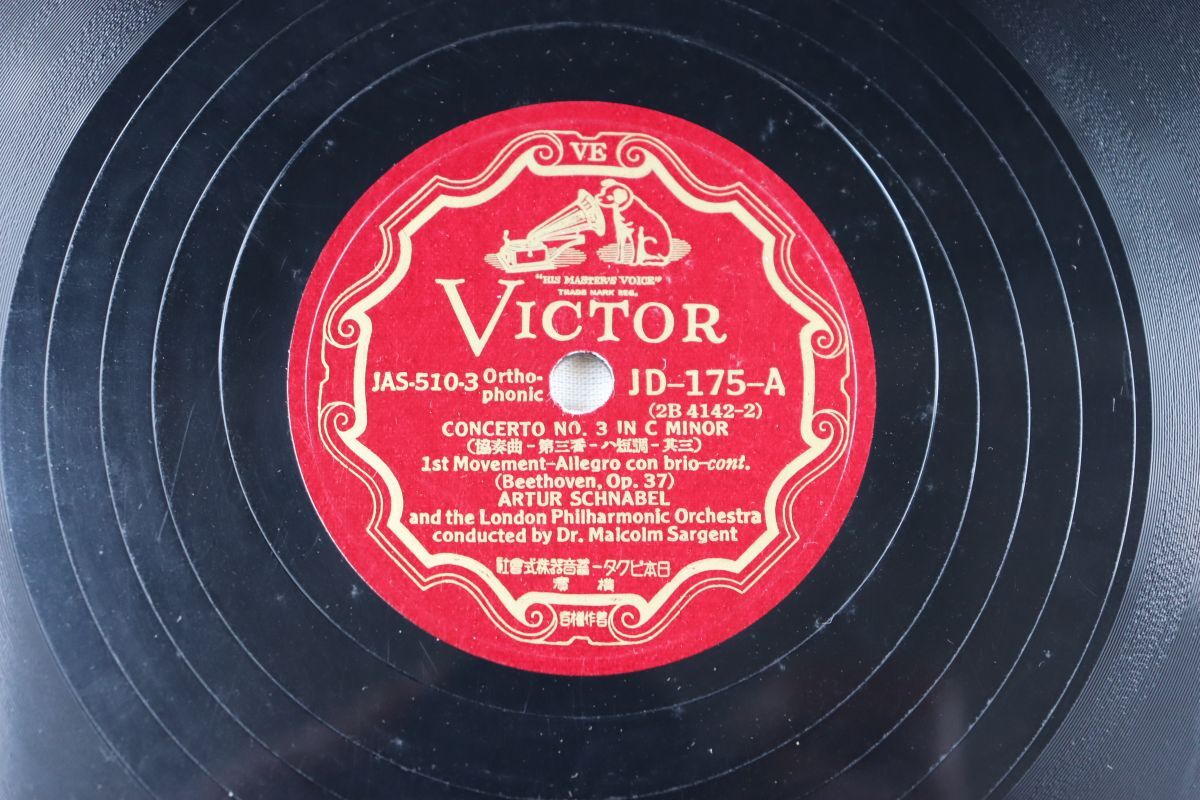 VE
"HIS MASTER'S VOICE"
TRADE MARK REG.
VICTOR
JAS-510-3 Ortho-phonic JD-175-A
(2B 4142-2)
CONCERTO NO. 3 IN C MINOR
(協奏曲-第三番-ハ短調-其三)
1st Movement-Allegro con brio-cont.
(Beethoven, Op. 37)
ARTUR SCHNABEL
and the London Philharmonic Orchestra
conducted by Dr. Malcolm Sargent
社會式株器音蓄ータクビ本日
濱横
有權作著